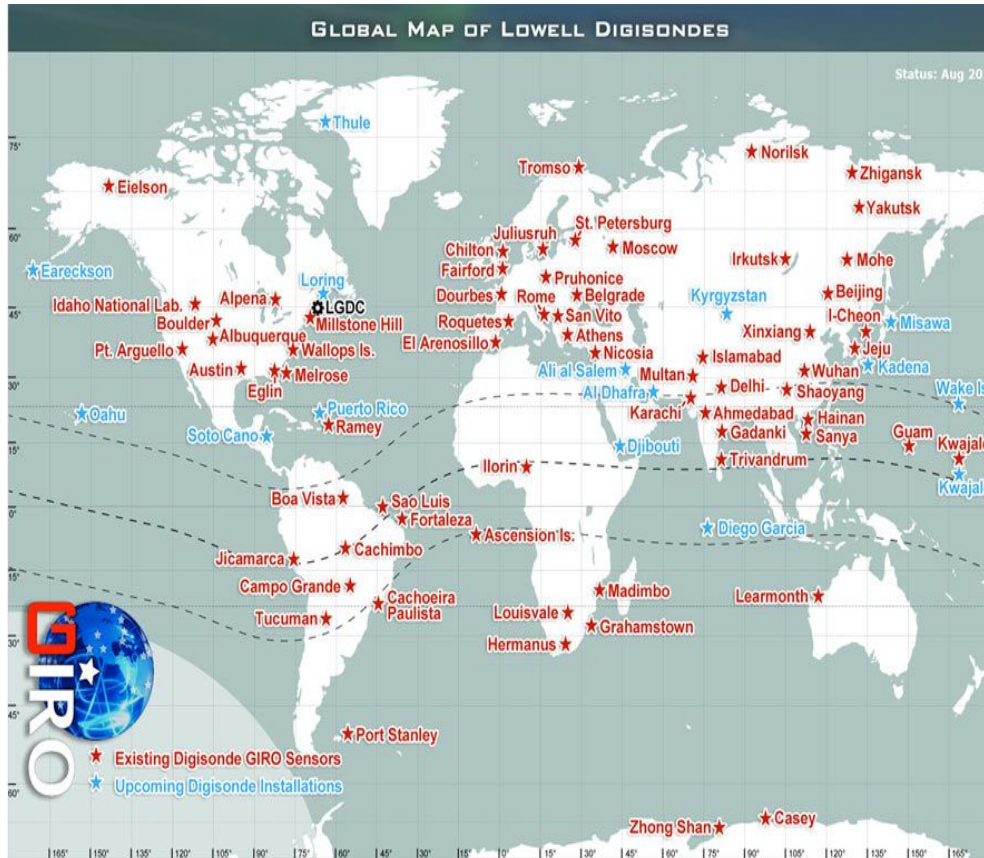 GLOBAL MAP OF LOWELL DIGISONDES
Status: Aug 20
Thule
75°
Norilsk
Tromso
Zhigansk
Eielson
Yakutsk
60°
St. Petersburg
Juliusruh
Chilton
Moscow
Irkutsk
Mohe
Fairford
Eareckson
Pruhonice
Loring
Dourbes
Belgrade
Beijing
Kyrgyzstan
Idaho National Lab.
Alpena
LGDC
Rome
45°
I-Cheon
Boulder
Millstone Hill
San Vito
Misawa
Roquetes
Xinxiang
Albuquerque
Athens
El Arenosillo
Pt. Arguello
Wallops Is.
Nicosia
Islamabad
Jeju
Austin
Melrose
Ali al Salem
Multan
Wuhan
Kadena
30°
Eglin
Al Dhafra
Delhi
Shaoyang
Wake Is
Oahu
Puerto Rico
Karachi
Ahmedabad
Hainan
Ramey
Soto Cano
Gadanki
Sanya
Guam
15°
Djibouti
Kwajale
Trivandrum
Ilorin
Kwajal
Boa Vista
Sao Luis
0°
Fortaleza
Ascension Is.
Diego Garcia
Cachimbo
Jicamarca
15°
Campo Grande
Madimbo
Learmonth
Cachoeira
Paulista
Louisvale
Tucuman
Grahamstown
30°
Hermanus
GIRO
45°
Port Stanley
Existing Digisonde GIRO Sensors
Upcoming Digisonde Installations
60°
Casey
Zhong Shan
165° 150° 135° 120° 105° 90° 75° 60° 45° 30° 15° 0° 15° 30° 45° 60° 75° 90° 105° 120° 135° 150° 165°